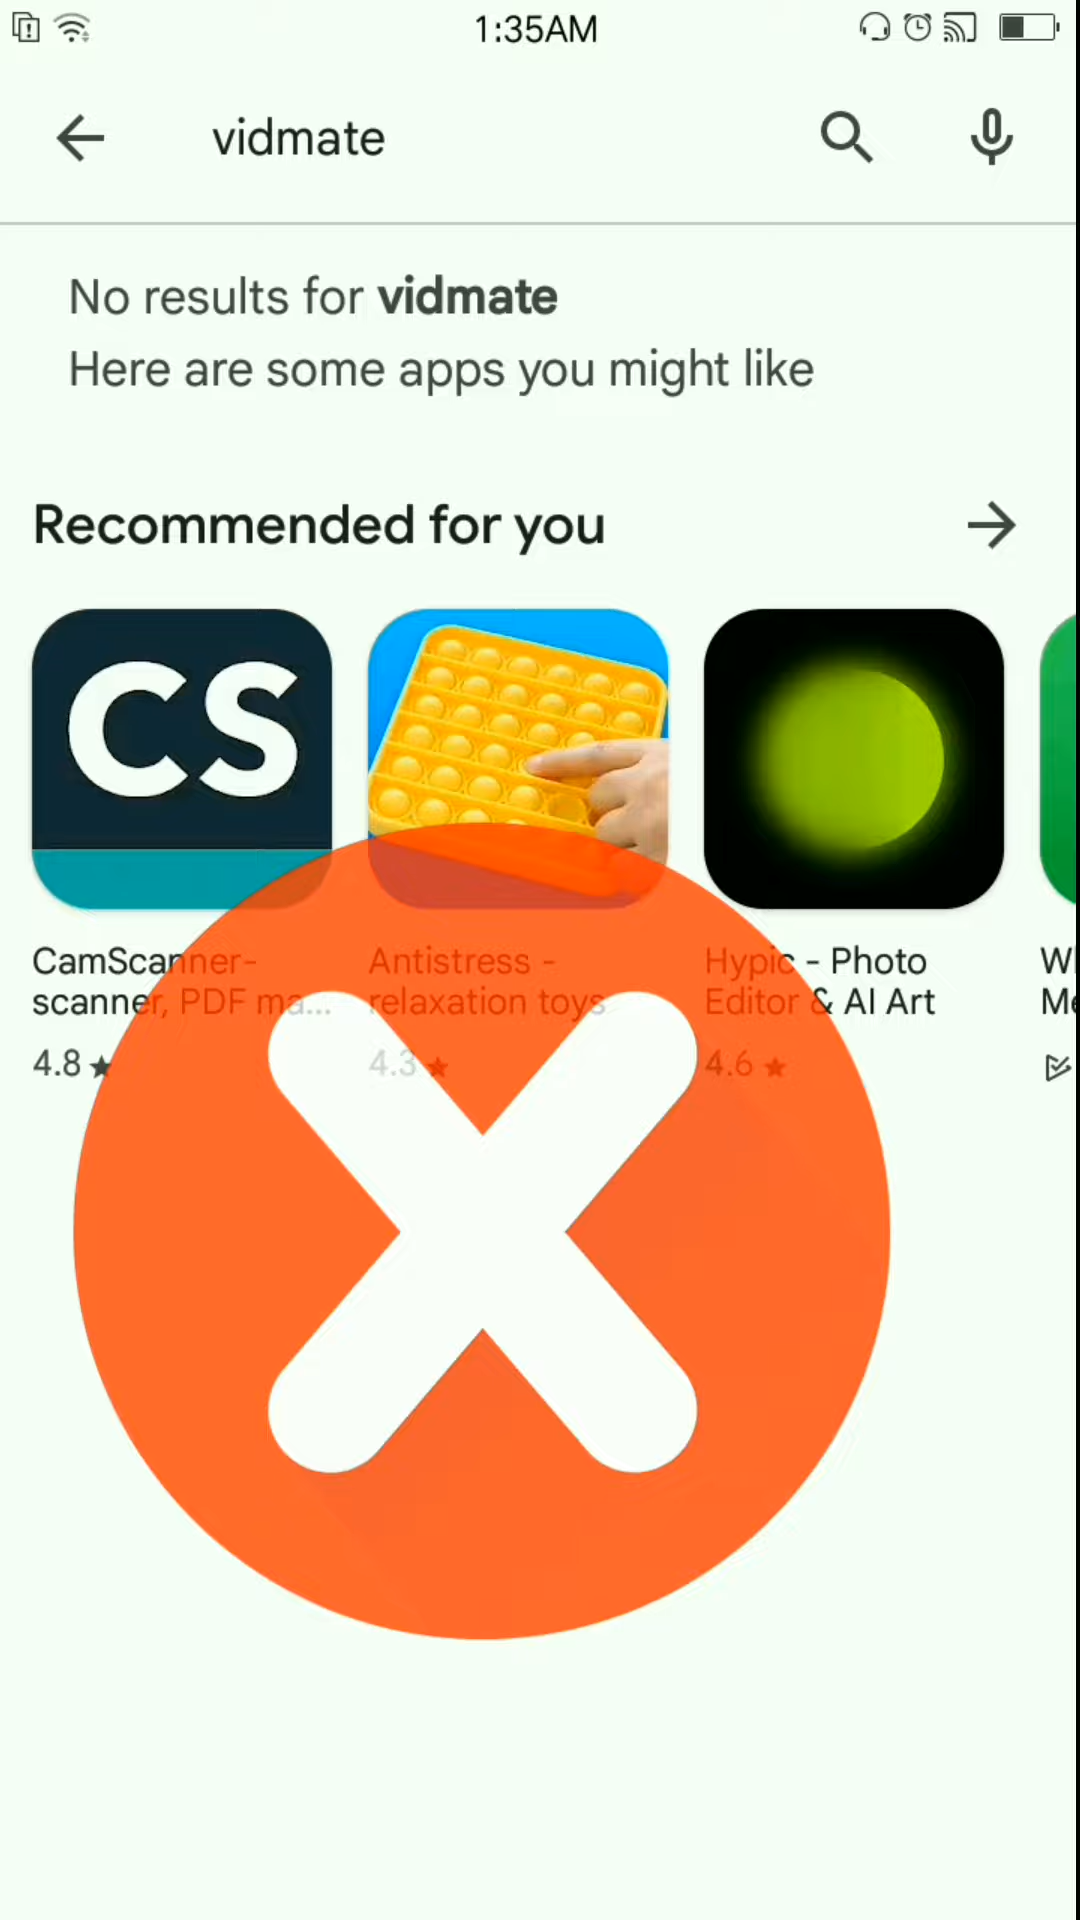 1:35AM
vidmate
No results for vidmate
Here are some apps you might like
Recommended for you
CS
CamScanner-
scanner, PDF ma...
4.8 ★
Antistress -
relaxation toys
4.3 ★
Hypic - Photo
Editor & AI Art
4.6 ★